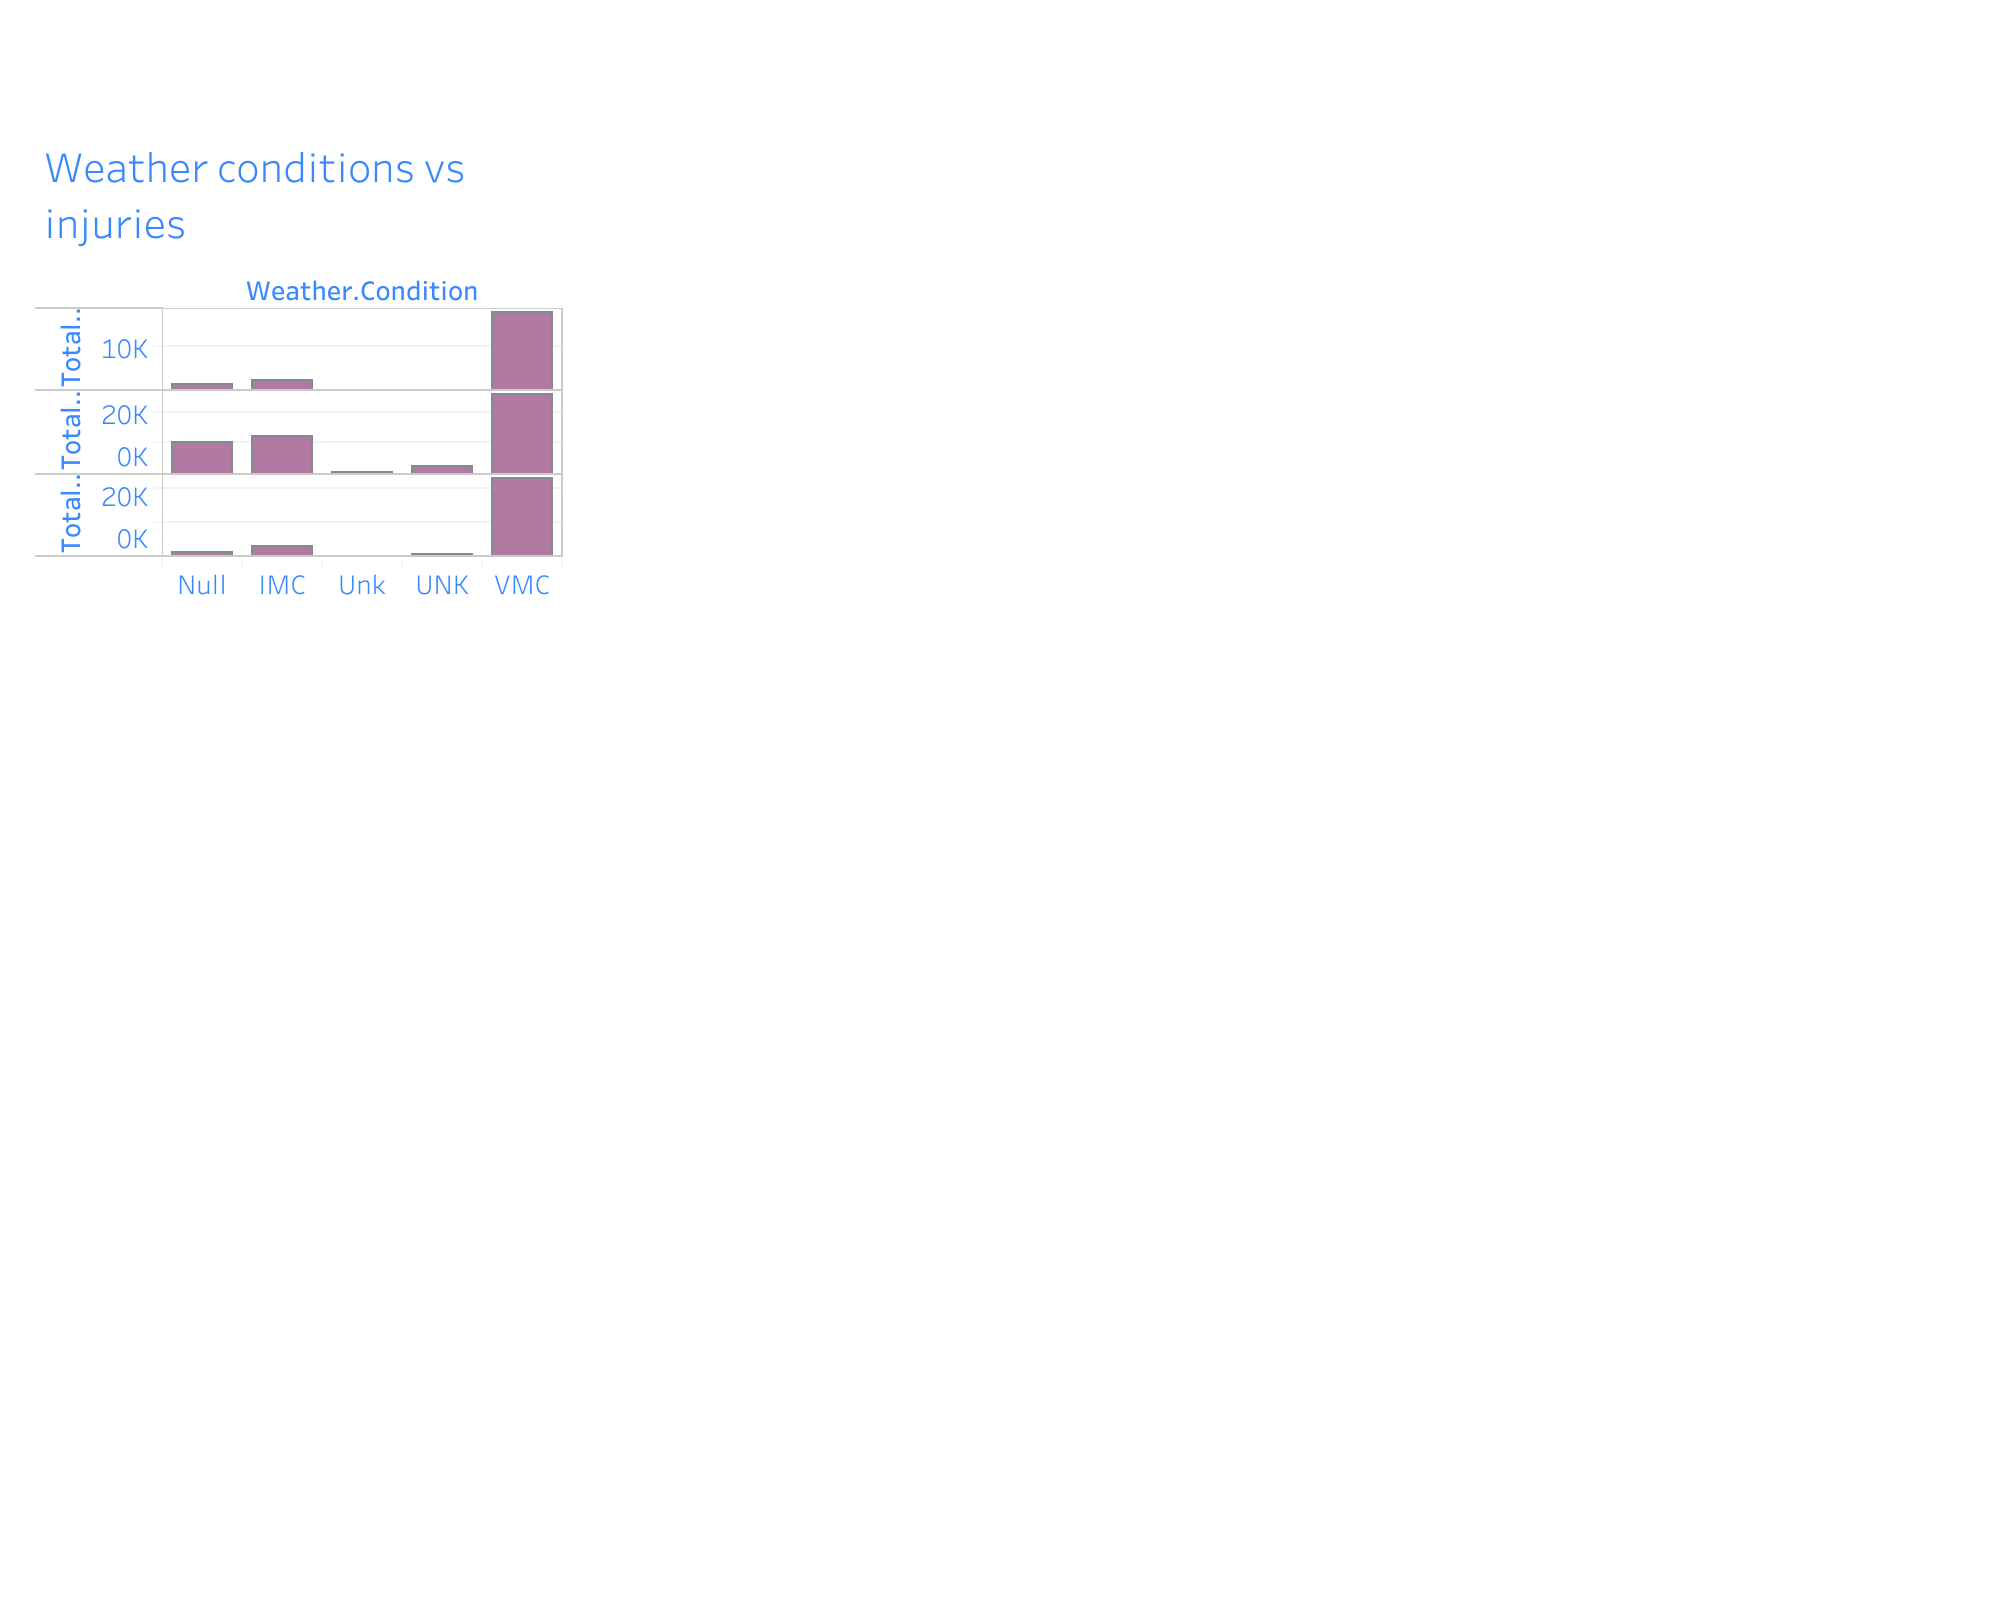 Weather conditions vs
injuries
Weather.Condition
Total..
10K
Total..
20K
0K
Total..
20K
0K
Null IMC Unk UNK VMC